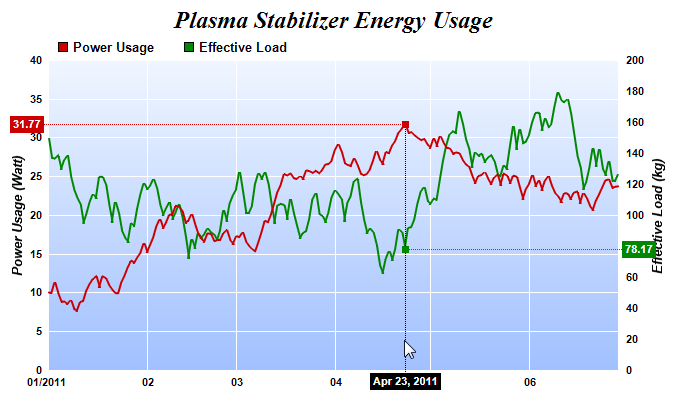 Plasma Stabilizer Energy Usage
Power Usage Effective Load
40 200
35 180
31.77 160
30 140
25 120
20 100
15 78.17
10 60
5 40
0 20
0
Power Usage (Watt)
Effective Load (kg)
01/2011 02 03 04 Apr 23, 2011 06